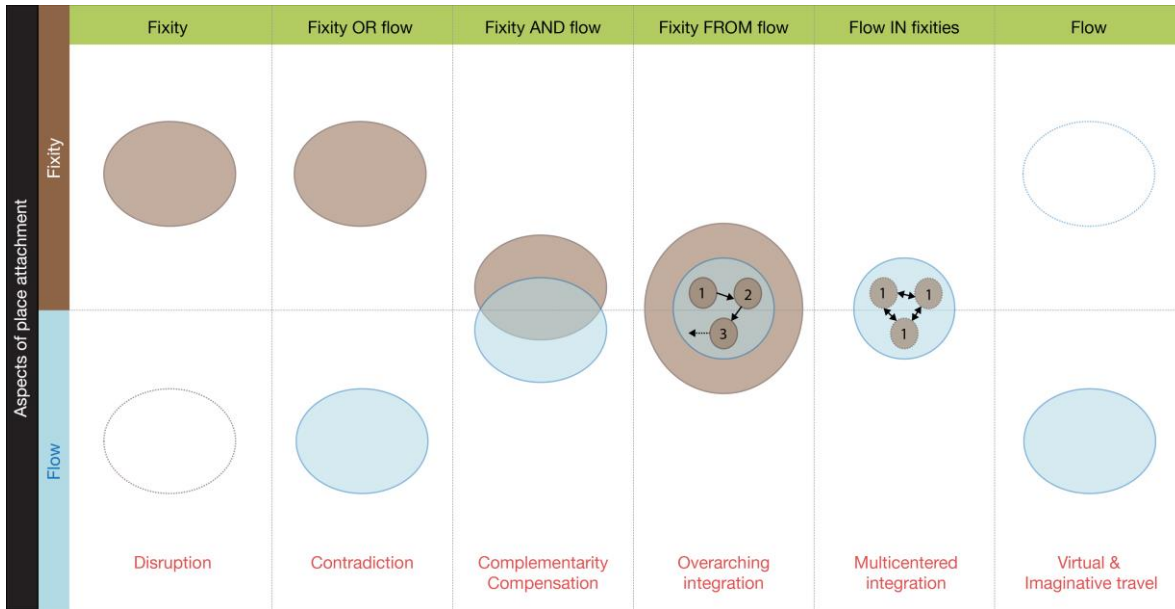 Fixity
Fixity OR flow
Fixity AND flow
Fixity FROM flow
Flow IN fixities
Flow
Aspects of place attachment
Fixity
Flow
1
2
3
1
1
1
Disruption
Contradiction
Complementarity
Compensation
Overarching
integration
Multicentered
integration
Virtual &
Imaginative travel